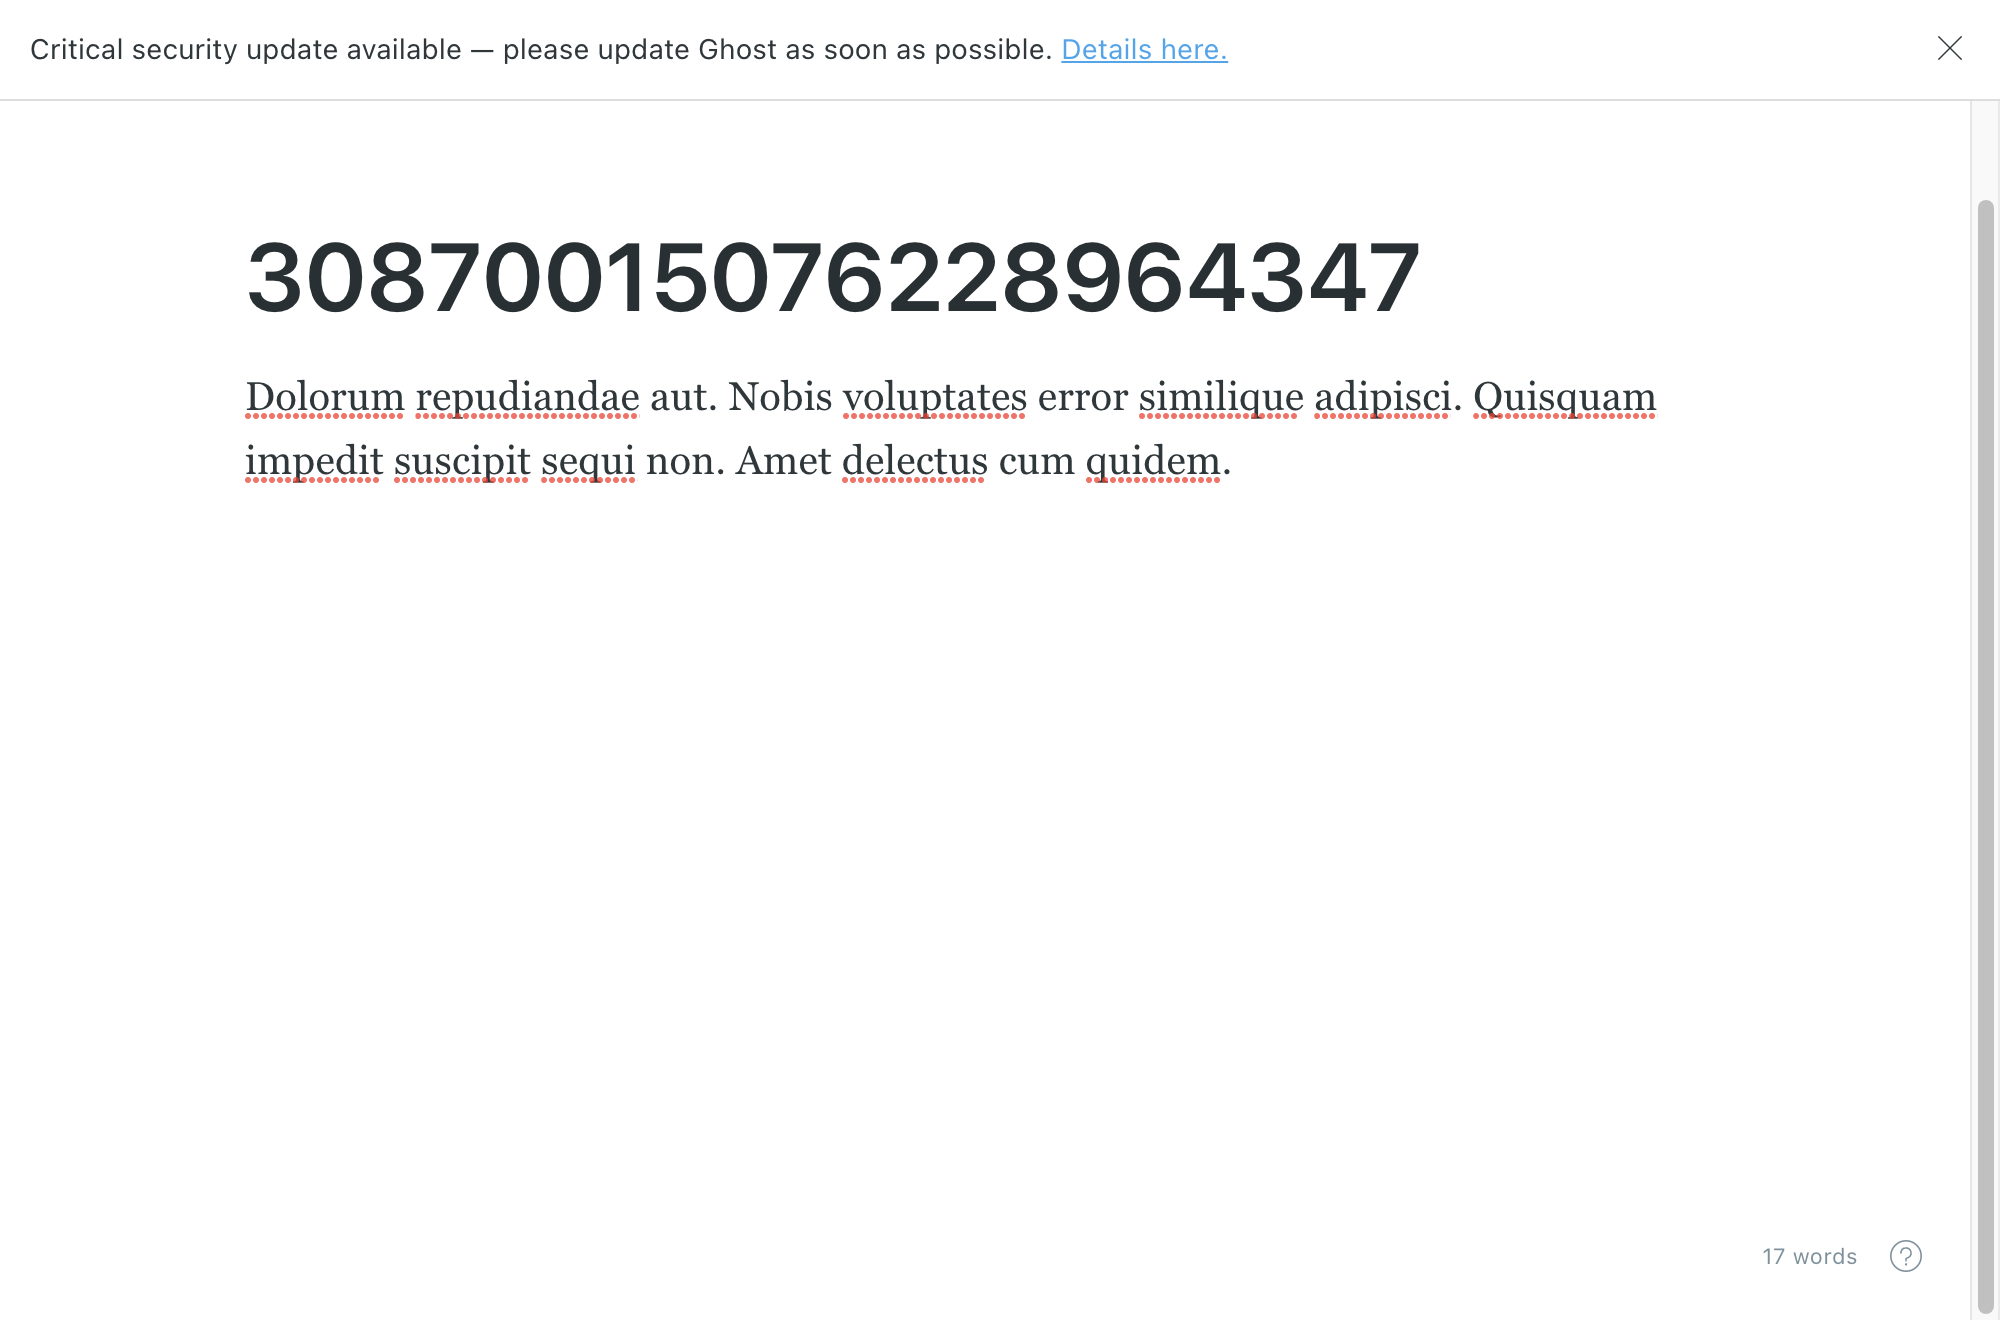 Critical security update available — please update Ghost as soon as possible. Details here.
30870015076228964347
Dolorum repudiandae aut. Nobis voluptates error similique adipisci. Quisquam
impedit suscipit sequi non. Amet delectus cum quidem.
17 words